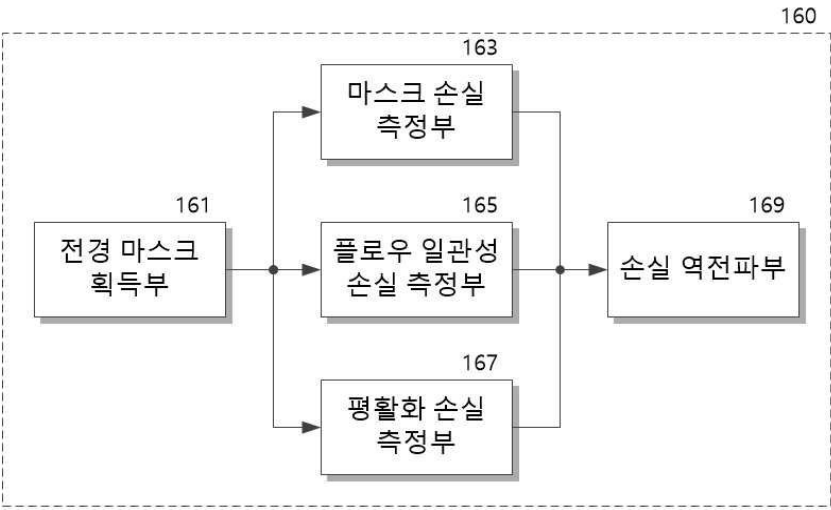 160
163
마스크 손실
측정부
161
전경 마스크
획득부
165
플로우 일관성
손실 측정부
169
손실 역전파부
167
평활화 손실
측정부